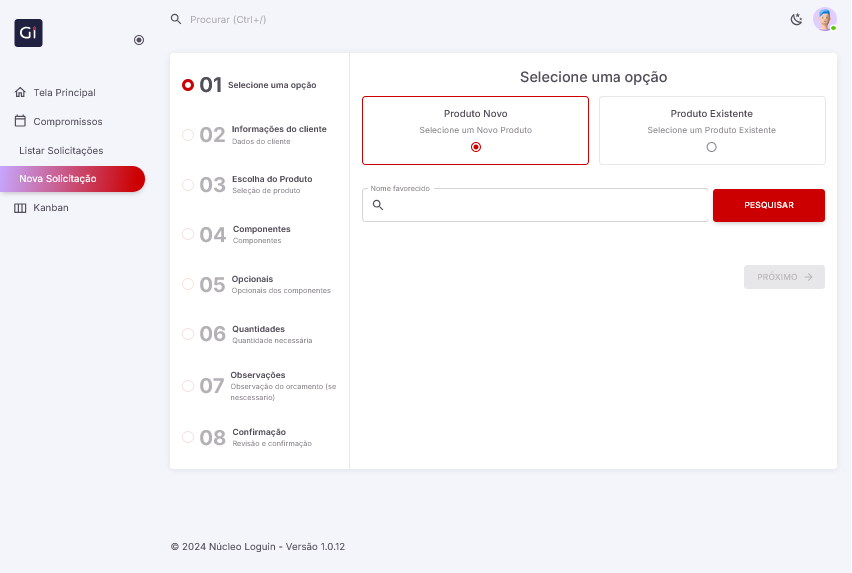 Gi
Procurar (Ctrl+/)
Tela Principal
Compromissos
Listar Solicitações
Nova Solicitação
Kanban
01 Selecione uma opção
02 Informações do cliente
Dados do cliente
03 Escolha do Produto
Seleção de produto
04 Componentes
Componentes
05 Opcionais
Opcionais dos componentes
06 Quantidades
Quantidade necessária
07 Observações
Observação do orcamento (se
nescessario)
08 Confirmação
Revisão e confirmação
Selecione uma opção
Produto Novo
Selecione um Novo Produto
Produto Existente
Selecione um Produto Existente
Nome favorecido
PESQUISAR
PRÓXIMO
© 2024 Núcleo Loguin - Versão 1.0.12